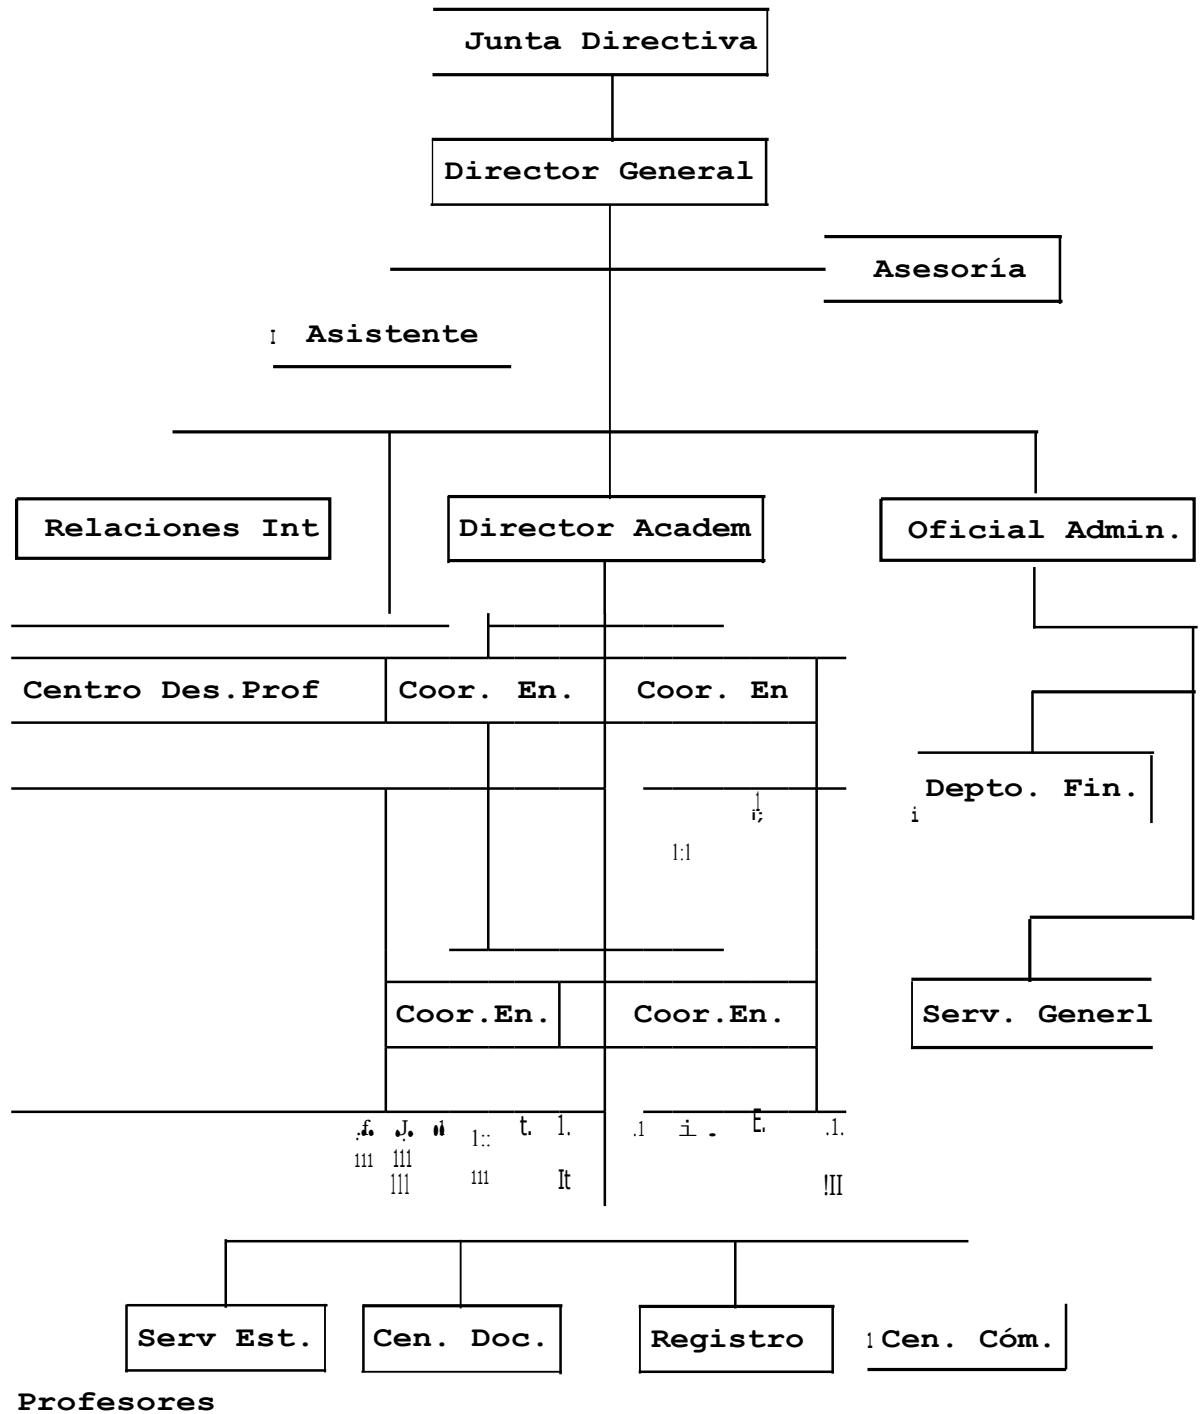 Junta Directiva
Director General
Asesoría
Asistente
Relaciones Int
Director Academ
Oficial Admin.
Centro Des.Prof
Coor. En.
Coor. En
Depto. Fin.
Coor.En.
Coor.En.
Serv. Generl
Serv Est.
Cen. Doc.
Registro
Cen. Cóm.
Profesores